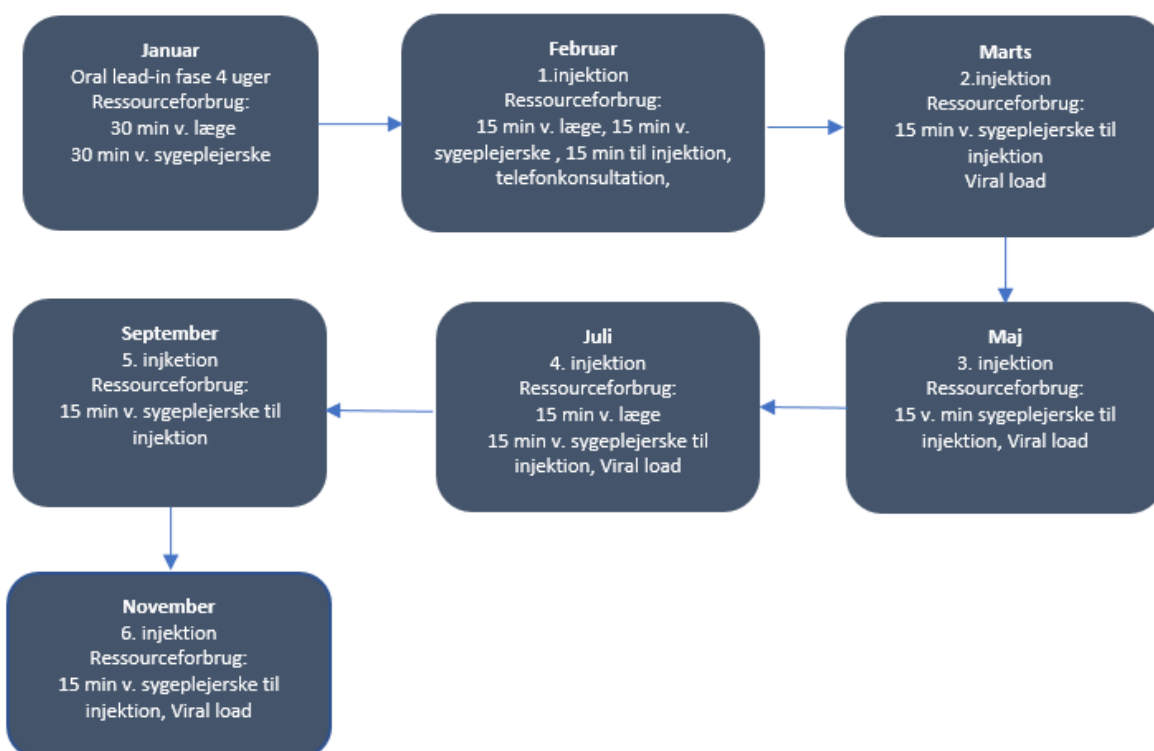 Januar
Oral lead-in fase 4 uger
Ressourceforbrug:
30 min v. læge
30 min v. sygeplejerske
Februar
1.injektion
Ressourceforbrug:
15 min v. læge, 15 min v.
sygeplejerske , 15 min til injektion,
telefonkonsultation,
Marts
2.injektion
Ressourceforbrug:
15 min v. sygeplejerske til
injektion
Viral load
Maj
3. injektion
Ressourceforbrug:
15 v. min sygeplejerske til
injektion, Viral load
Juli
4. injektion
Ressourceforbrug:
15 min v. læge
15 min v. sygeplejerske til
injektion, Viral load
September
5. injketion
Ressourceforbrug:
15 min v. sygeplejerske til
injektion
November
6. injektion
Ressourceforbrug:
15 min v. sygeplejerske til
injektion, Viral load